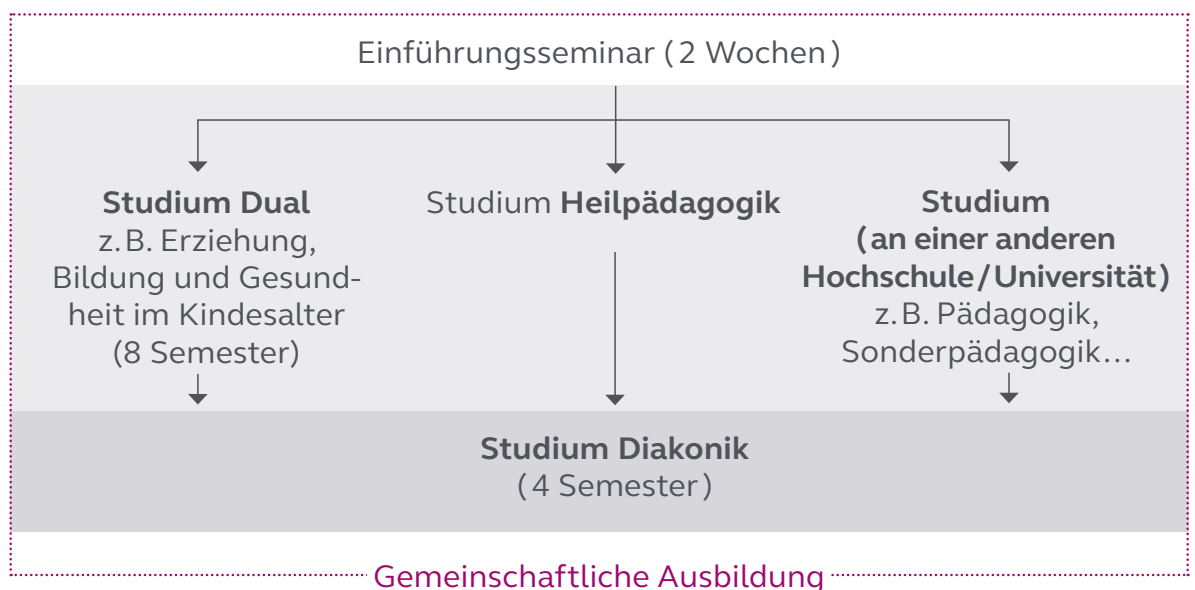 Einführungsseminar (2 Wochen)
Studium Dual
z.B. Erziehung,
Bildung und Gesund-
heit im Kindesalter
(8 Semester)
Studium Heilpädagogik
Studium
(an einer anderen
Hochschule/Universität)
z.B. Pädagogik,
Sonderpädagogik...
Studium Diakonik
(4 Semester)
Gemeinschaftliche Ausbildung